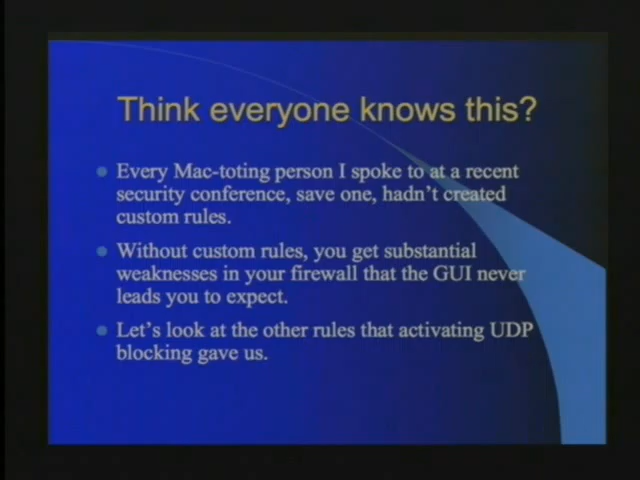 Think everyone knows this?
Every Mac-toting person I spoke to at a recent
security conference, save one, hadn't created
custom rules.
Without custom rules, you get substantial
weaknesses in your firewall that the GUI never
leads you to expect.
Let's look at the other rules that activating UDP
blocking gave us.